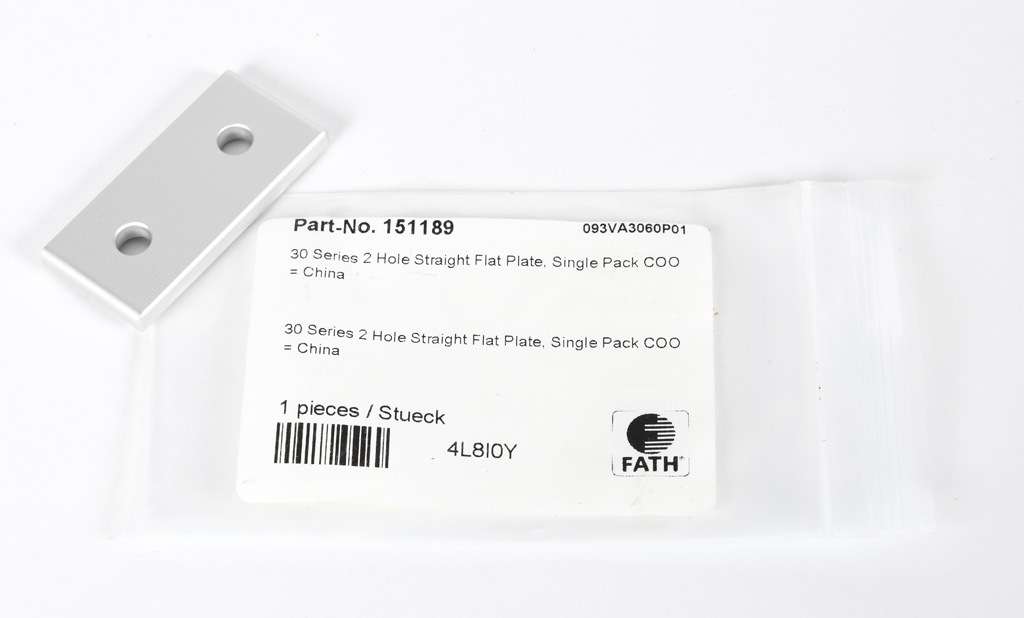 Part-No. 151189
093VA3060P01
30 Series 2 Hole Straight Flat Plate, Single Pack COO
= China
30 Series 2 Hole Straight Flat Plate, Single Pack COO
= China
1 pieces / Stueck
4L8I0Y
FATH